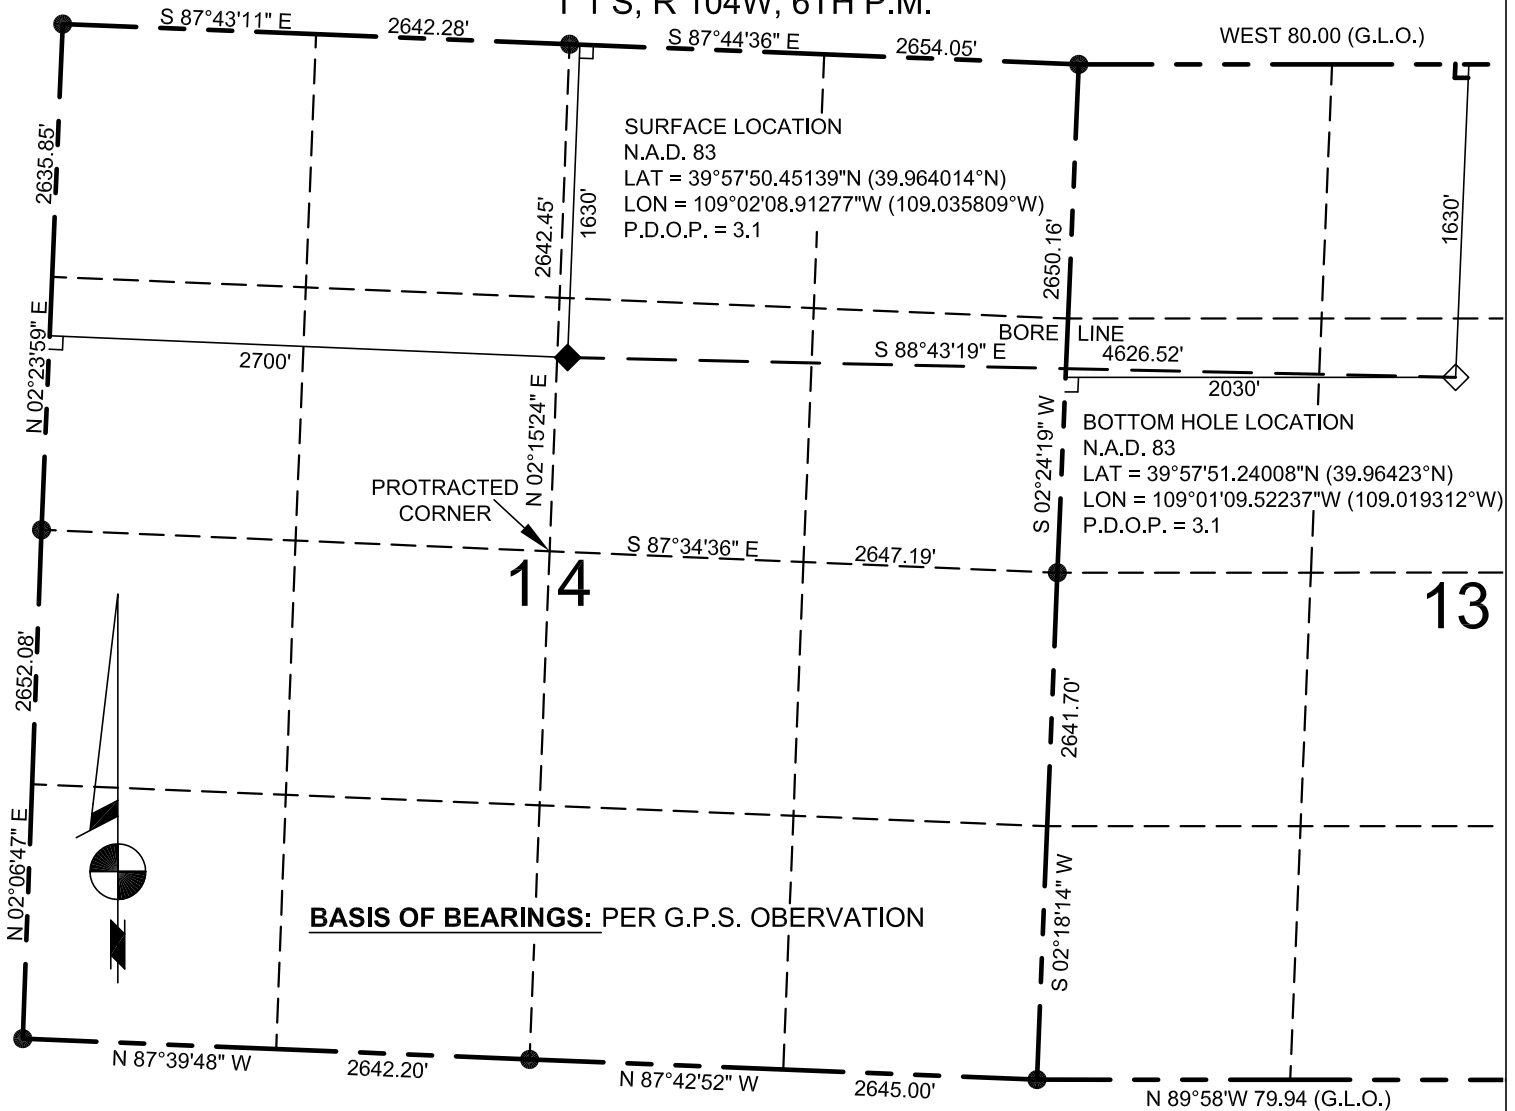 T 1 S, R 104W, 6TH P.M.
S 87°43'11" E
2642.28'
S 87°44'36" E
2654.05'
WEST 80.00 (G.L.O.)
2635.85'
SURFACE LOCATION
N.A.D. 83
LAT = 39°57'50.45139"N (39.964014°N)
LON = 109°02'08.91277"W (109.035809°W)
P.D.O.P. = 3.1
2642.45'
1630'
2650.16'
1630'
BORE LINE
S 88°43'19" E
4626.52'
2700'
2030'
N 02°23'59" E
N 02°15'24" E
S 02°24'19" W
BOTTOM HOLE LOCATION
N.A.D. 83
LAT = 39°57'51.24008"N (39.96423°N)
LON = 109°01'09.52237"W (109.019312°W)
P.D.O.P. = 3.1
PROTRACTED
CORNER
S 87°34'36" E
2647.19'
14
13
2652.08'
2641.70'
N 02°06'47" E
BASIS OF BEARINGS: PER G.P.S. OBERVATION
S 02°18'14" W
N 87°39'48" W
2642.20'
N 87°42'52" W
2645.00'
N 89°58'W 79.94 (G.L.O.)